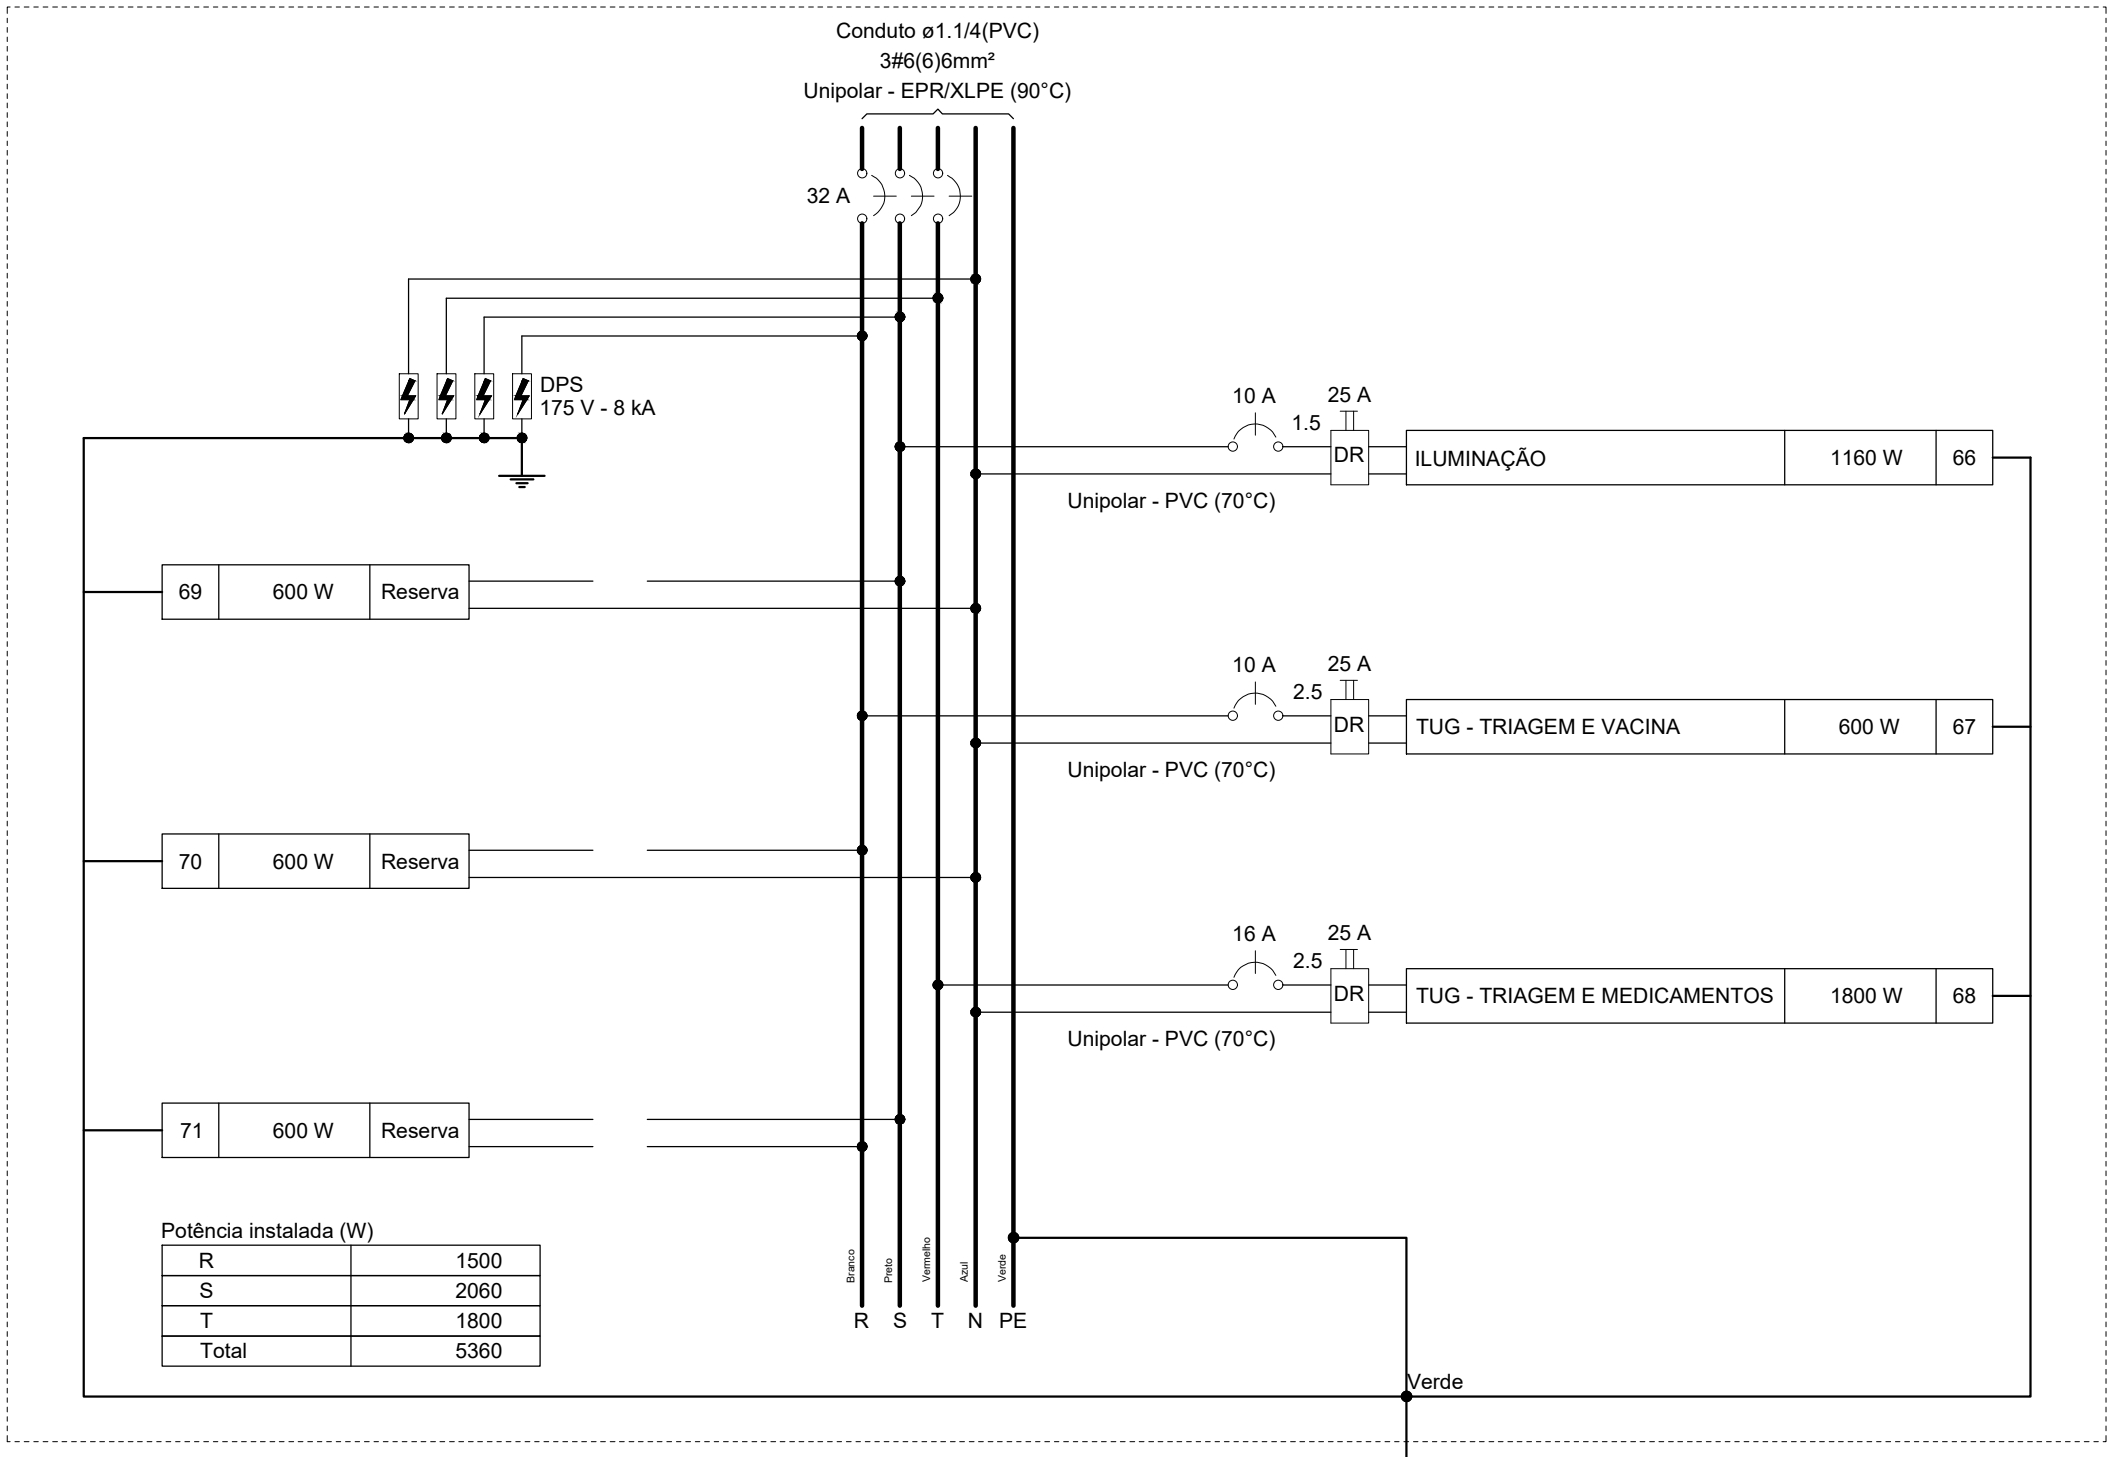 Conduto ø1.1/4(PVC)
3#6(6)6mm²
Unipolar - EPR/XLPE (90°C)
32 A
DPS
175 V - 8 kA
10 A
25 A
1.5
DR
ILUMINAÇÃO
1160 W
66
Unipolar - PVC (70°C)
69
600 W
Reserva
10 A
25 A
2.5
DR
TUG - TRIAGEM E VACINA
600 W
67
Unipolar - PVC (70°C)
70
600 W
Reserva
16 A
25 A
2.5
DR
TUG - TRIAGEM E MEDICAMENTOS
1800 W
68
Unipolar - PVC (70°C)
71
600 W
Reserva
Potência instalada (W)
R 1500
S 2060
T 1800
Total 5360
Branco
Preto
Vermelho
Azul
Verde
R S T N PE
Verde